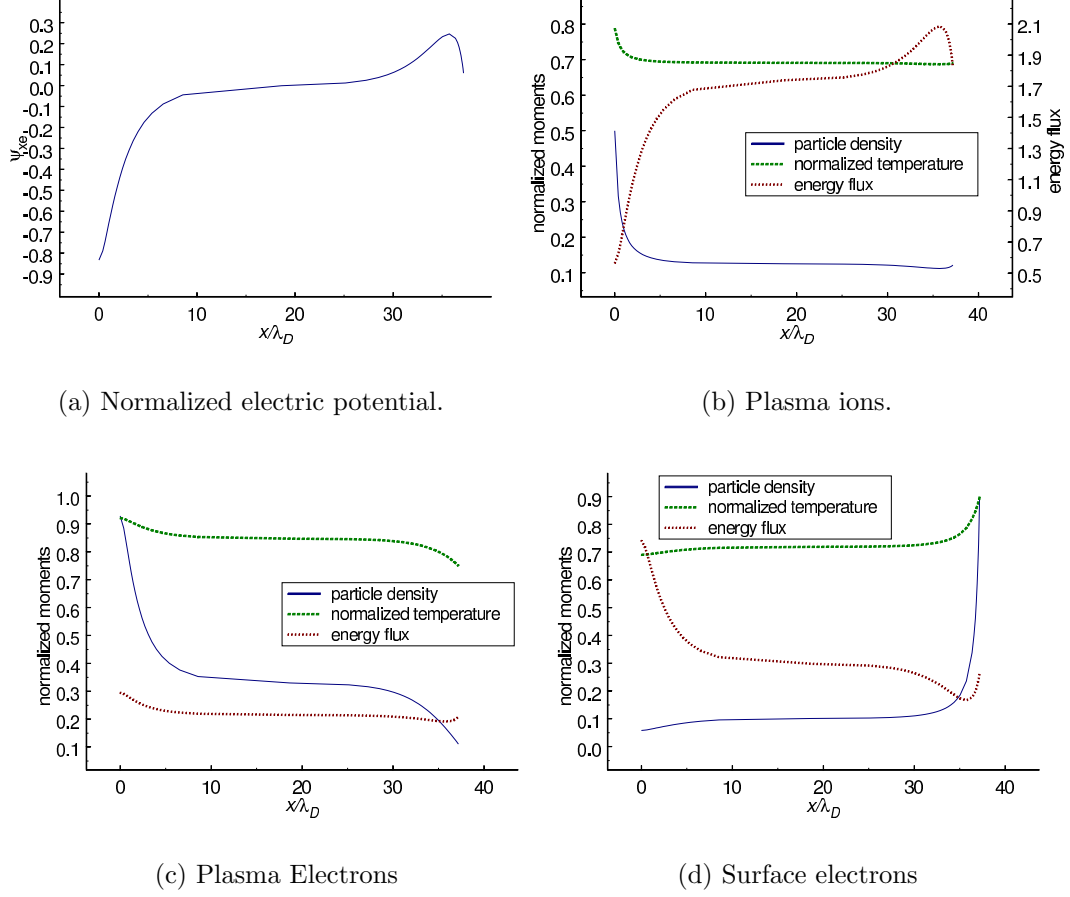 0.3
0.2
0.1
0.0
-0.1
-0.2
-0.3
-0.4
-0.5
-0.6
-0.7
-0.8
-0.9
ψxe
0 10 20 30
x/λD
(a) Normalized electric potential.
0.8
0.7
0.6
0.5
0.4
0.3
0.2
0.1
normalized moments
2.1
1.9
1.7
1.5
1.3
1.1
0.9
0.7
0.5
energy flux
particle density
normalized temperature
energy flux
0 10 20 30 40
x/λD
(b) Plasma ions.
1.0
0.9
0.8
0.7
0.6
0.5
0.4
0.3
0.2
0.1
normalized moments
particle density
normalized temperature
energy flux
0 10 20 30 40
x/λD
(c) Plasma Electrons
0.9
0.8
0.7
0.6
0.5
0.4
0.3
0.2
0.1
0.0
normalized moments
particle density
normalized temperature
energy flux
0 10 20 30 40
x/λD
(d) Surface electrons